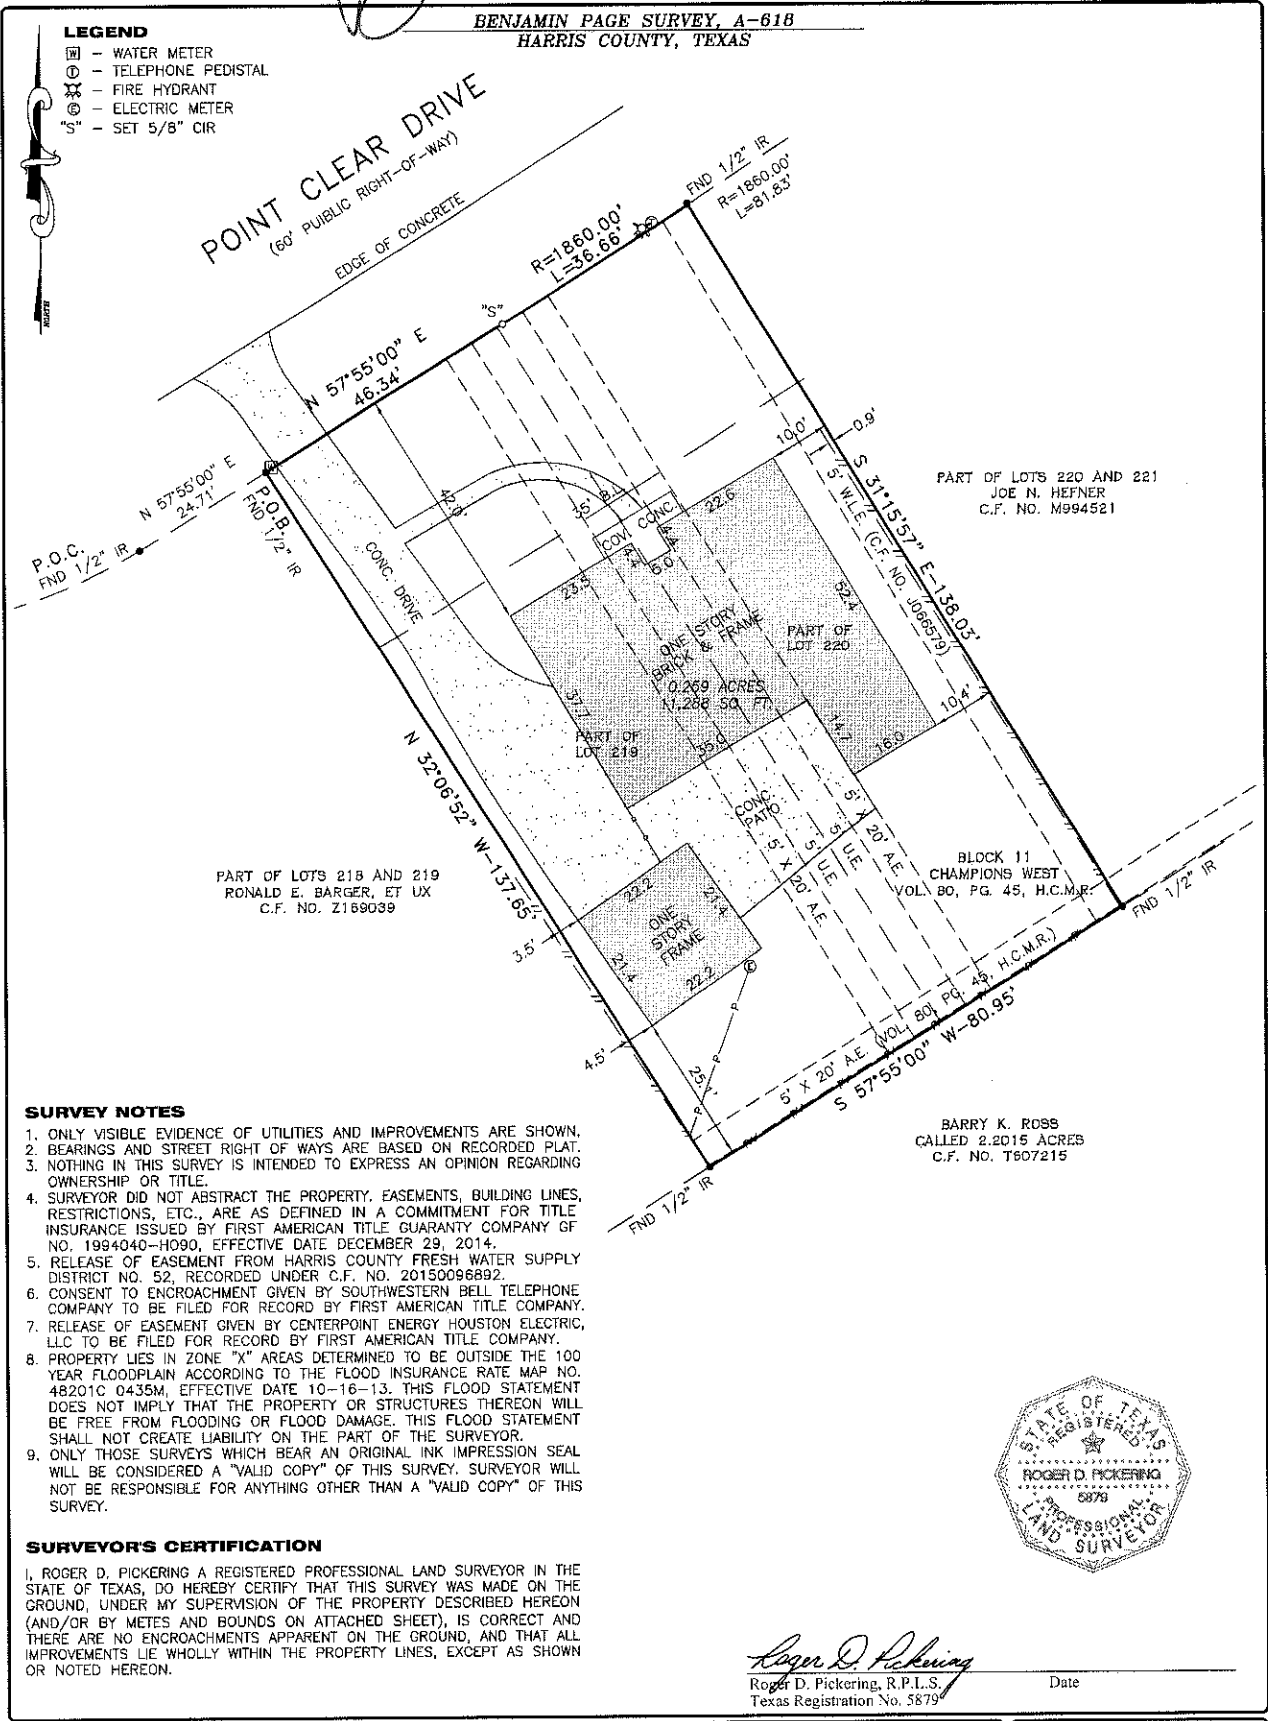 BENJAMIN PAGE SURVEY, A-618
HARRIS COUNTY, TEXAS
LEGEND
W - WATER METER
T - TELEPHONE PEDISTAL
- FIRE HYDRANT
E - ELECTRIC METER
"S" - SET 5/8" CIR
NORTH
POINT CLEAR DRIVE
(60' PUIBLIC RIGHT-OF-WAY)
EDGE OF CONCRETE
FND 1/2" IR
R=1860.00'
L=81.83'
R=1860.00'
L=36.66'
"S"
N 57°55'00" E
46.34'
N 57°55'00" E
24.71'
P.O.C.
FND 1/2" IR
P.O.B.
FND 1/2" IR
W
CONC. DRIVE
42.0'
35' B.L.
COV. CONC.
22.6
4.4
6.0
4.7
23.5
10.0'
0.9'
5' W.L.E. (C.F. NO. J066579)
S 31°15'57" E-138.03'
PART OF LOTS 220 AND 221
JOE N. HEFNER
C.F. NO. M994521
ONE STORY
BRICK & FRAME
52.4
PART OF
LOT 220
0.259 ACRES
11,288 SQ. FT.
37.7
PART OF
LOT 219
35.0
14.7
16.0
10.4'
N 32°06'52" W-137.65'
CONC.
PATIO
5' X 20' A.E.
5' U.E.
5' U.E.
5' X 20' A.E.
BLOCK 11
CHAMPIONS WEST
VOL. 80, PG. 45, H.C.M.R.
FND 1/2" IR
PART OF LOTS 218 AND 219
RONALD E. BARGER, ET UX
C.F. NO. Z169039
22.2
21.4
ONE
STORY
FRAME
21.4
22.2
3.5'
4.5'
E
P
P
P
25.1'
5' X 20' A.E. (VOL. 80, PG. 45, H.C.M.R.)
S 57°55'00" W-80.95'
FND 1/2" IR
BARRY K. ROSS
CALLED 2.2015 ACRES
C.F. NO. T607215
SURVEY NOTES
1. ONLY VISIBLE EVIDENCE OF UTILITIES AND IMPROVEMENTS ARE SHOWN.
2. BEARINGS AND STREET RIGHT OF WAYS ARE BASED ON RECORDED PLAT.
3. NOTHING IN THIS SURVEY IS INTENDED TO EXPRESS AN OPINION REGARDING
OWNERSHIP OR TITLE.
4. SURVEYOR DID NOT ABSTRACT THE PROPERTY. EASEMENTS, BUILDING LINES,
RESTRICTIONS, ETC., ARE AS DEFINED IN A COMMITMENT FOR TITLE
INSURANCE ISSUED BY FIRST AMERICAN TITLE GUARANTY COMPANY GF
NO. 1994040-HO90, EFFECTIVE DATE DECEMBER 29, 2014.
5. RELEASE OF EASEMENT FROM HARRIS COUNTY FRESH WATER SUPPLY
DISTRICT NO. 52, RECORDED UNDER C.F. NO. 20150096892.
6. CONSENT TO ENCROACHMENT GIVEN BY SOUTHWESTERN BELL TELEPHONE
COMPANY TO BE FILED FOR RECORD BY FIRST AMERICAN TITLE COMPANY.
7. RELEASE OF EASEMENT GIVEN BY CENTERPOINT ENERGY HOUSTON ELECTRIC,
LLC TO BE FILED FOR RECORD BY FIRST AMERICAN TITLE COMPANY.
8. PROPERTY LIES IN ZONE "X" AREAS DETERMINED TO BE OUTSIDE THE 100
YEAR FLOODPLAIN ACCORDING TO THE FLOOD INSURANCE RATE MAP NO.
48201C 0435M, EFFECTIVE DATE 10-16-13. THIS FLOOD STATEMENT
DOES NOT IMPLY THAT THE PROPERTY OR STRUCTURES THEREON WILL
BE FREE FROM FLOODING OR FLOOD DAMAGE. THIS FLOOD STATEMENT
SHALL NOT CREATE LIABILITY ON THE PART OF THE SURVEYOR.
9. ONLY THOSE SURVEYS WHICH BEAR AN ORIGINAL INK IMPRESSION SEAL
WILL BE CONSIDERED A "VALID COPY" OF THIS SURVEY. SURVEYOR WILL
NOT BE RESPONSIBLE FOR ANYTHING OTHER THAN A "VALID COPY" OF THIS
SURVEY.
SURVEYOR'S CERTIFICATION
I, ROGER D. PICKERING A REGISTERED PROFESSIONAL LAND SURVEYOR IN THE
STATE OF TEXAS, DO HEREBY CERTIFY THAT THIS SURVEY WAS MADE ON THE
GROUND, UNDER MY SUPERVISION OF THE PROPERTY DESCRIBED HEREON
(AND/OR BY METES AND BOUNDS ON ATTACHED SHEET), IS CORRECT AND
THERE ARE NO ENCROACHMENTS APPARENT ON THE GROUND, AND THAT ALL
IMPROVEMENTS LIE WHOLLY WITHIN THE PROPERTY LINES, EXCEPT AS SHOWN
OR NOTED HEREON.
STATE OF TEXAS
REGISTERED
ROGER D. PICKERING
5879
PROFESSIONAL
LAND SURVEYOR
Roger D. Pickering
Roger D. Pickering, R.P.L.S.
Texas Registration No. 5879
Date